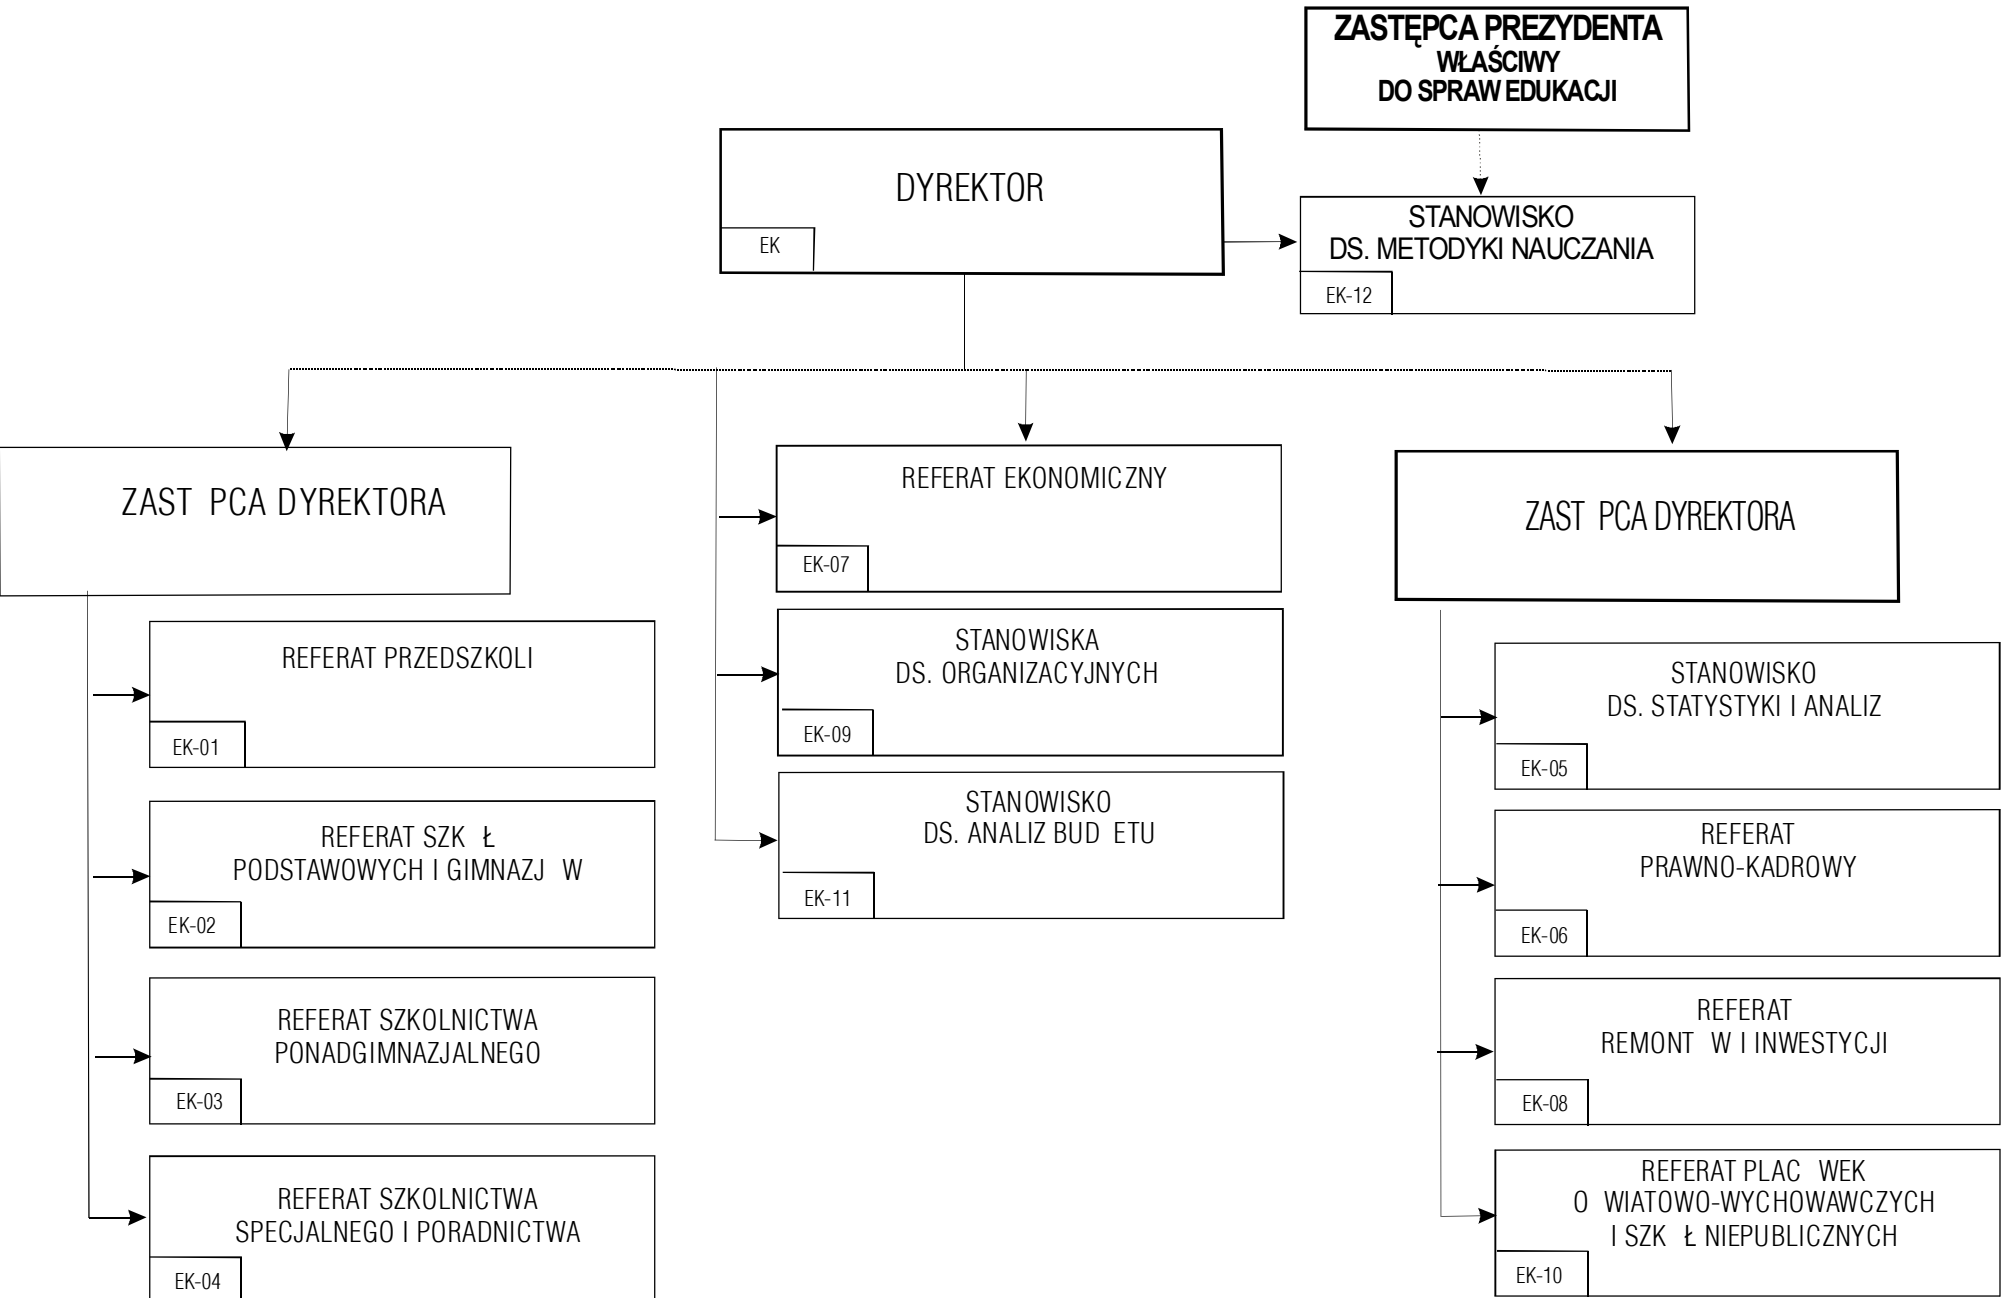 ZASTĘPCA PREZYDENTA
WŁAŚCIWY
DO SPRAW EDUKACJI
DYREKTOR
EK
STANOWISKO
DS. METODYKI NAUCZANIA
EK-12
ZAST PCA DYREKTORA
REFERAT PRZEDSZKOLI
EK-01
REFERAT SZK Ł
PODSTAWOWYCH I GIMNAZJ W
EK-02
REFERAT SZKOLNICTWA
PONADGIMNAZJALNEGO
EK-03
REFERAT SZKOLNICTWA
SPECJALNEGO I PORADNICTWA
EK-04
REFERAT EKONOMICZNY
EK-07
STANOWISKA
DS. ORGANIZACYJNYCH
EK-09
STANOWISKO
DS. ANALIZ BUD ETU
EK-11
ZAST PCA DYREKTORA
STANOWISKO
DS. STATYSTYKI I ANALIZ
EK-05
REFERAT
PRAWNO-KADROWY
EK-06
REFERAT
REMONT W I INWESTYCJI
EK-08
REFERAT PLAC WEK
O WIATOWO-WYCHOWAWCZYCH
I SZK Ł NIEPUBLICZNYCH
EK-10